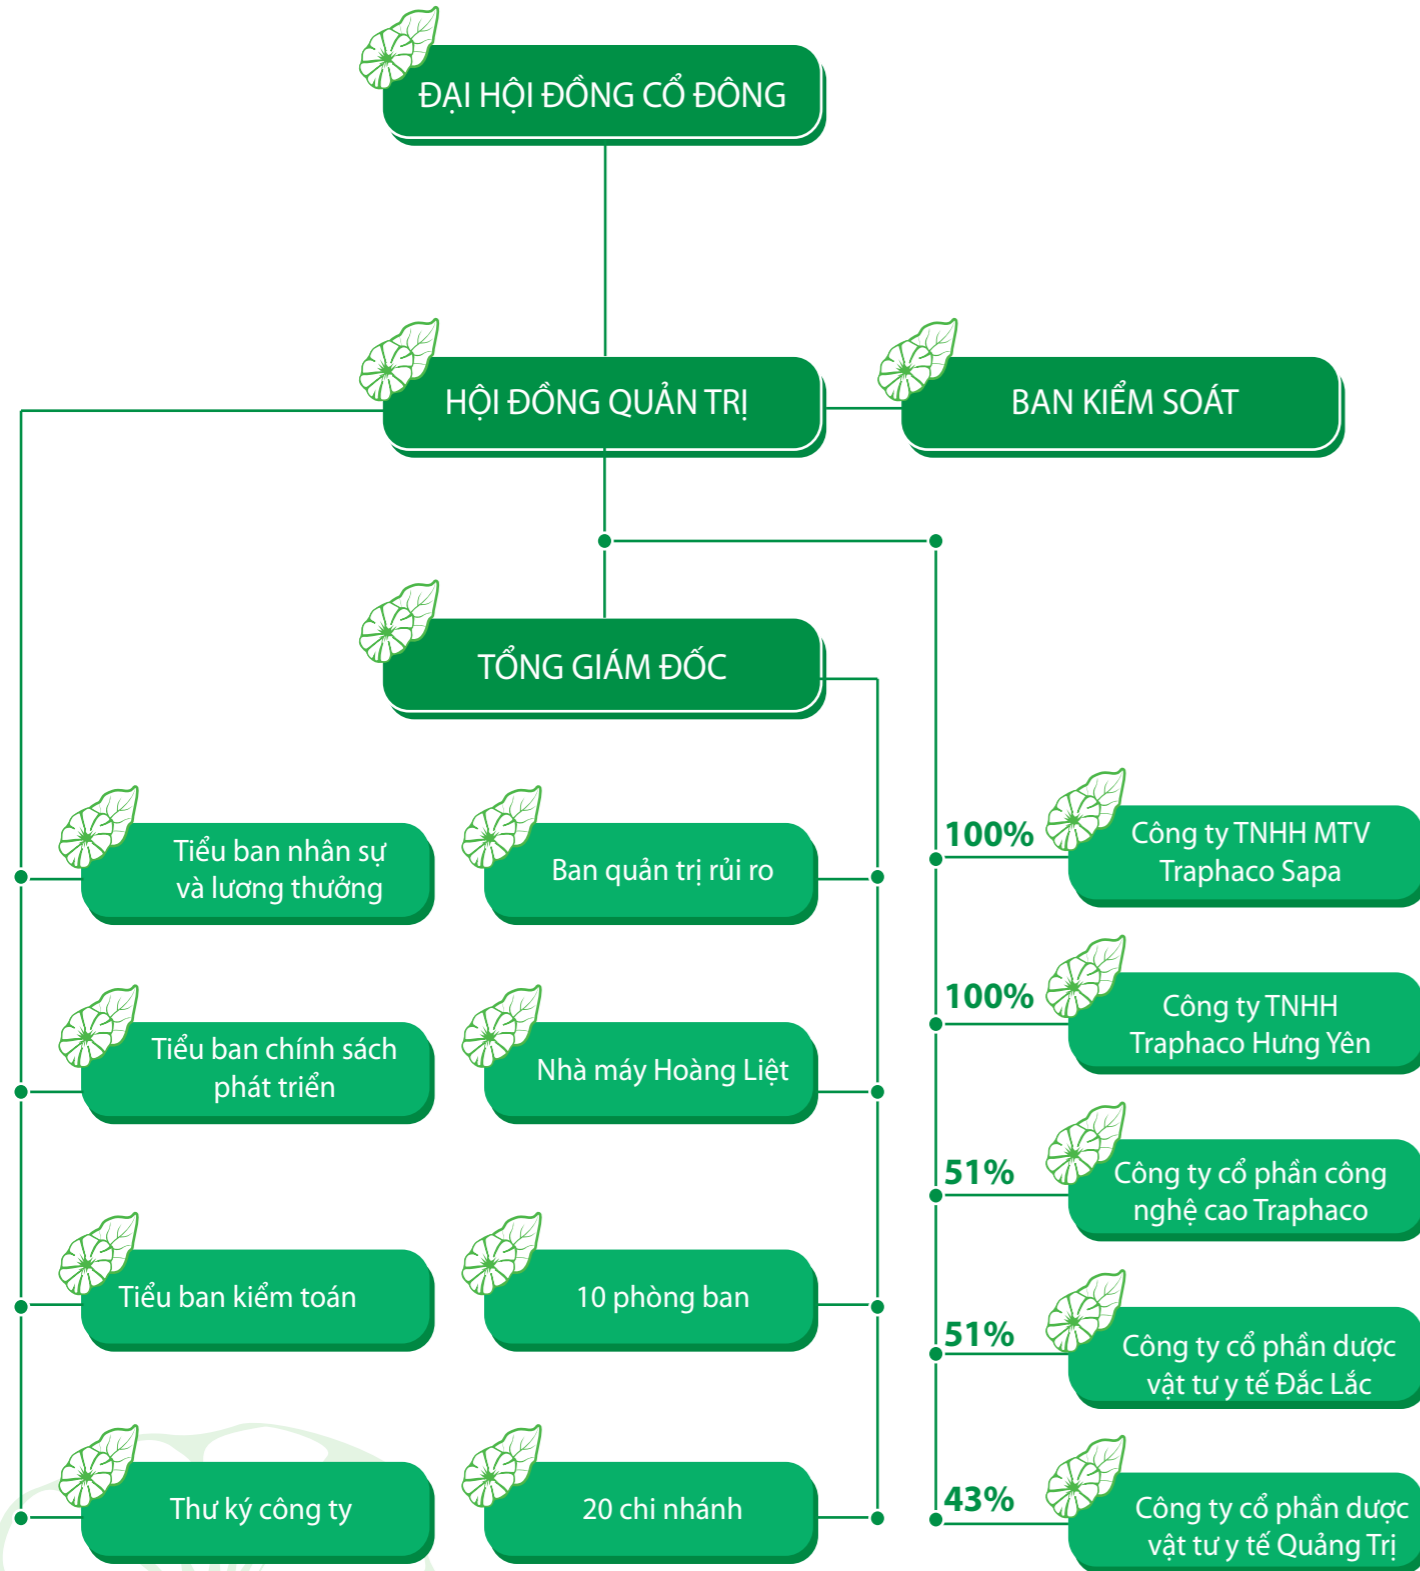 ĐẠI HỘI ĐỒNG CỔ ĐÔNG
HỘI ĐỒNG QUẢN TRỊ
BAN KIỂM SOÁT
TỔNG GIÁM ĐỐC
Tiểu ban nhân sự
và lương thưởng
Tiểu ban chính sách
phát triển
Tiểu ban kiểm toán
Thư ký công ty
Ban quản trị rủi ro
Nhà máy Hoàng Liệt
10 phòng ban
20 chi nhánh
100%
Công ty TNHH MTV
Traphaco Sapa
100%
Công ty TNHH
Traphaco Hưng Yên
51%
Công ty cổ phần công
nghệ cao Traphaco
51%
Công ty cổ phần dược
vật tư y tế Đắc Lắc
43%
Công ty cổ phần dược
vật tư y tế Quảng Trị